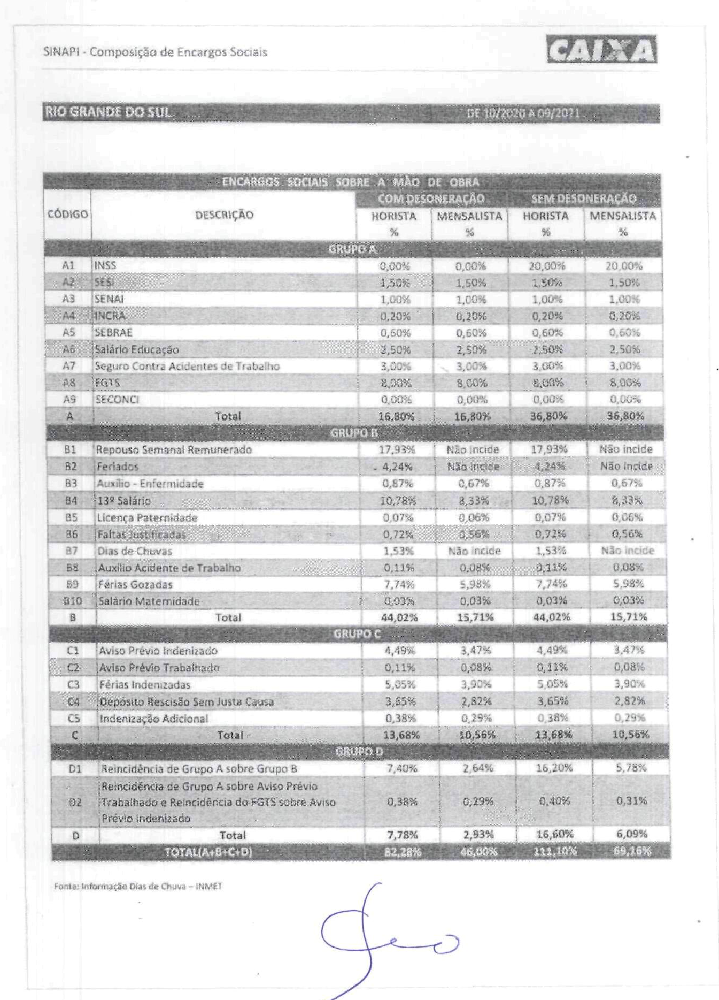 SINAPI - Composição de Encargos Sociais
CAIXA
RIO GRANDE DO SUL DE 10/2020 A 09/2021
ENCARGOS SOCIAIS SOBRE A MÃO DE OBRA
COM DESONERAÇÃO SEM DESONERAÇÃO
CÓDIGO DESCRIÇÃO HORISTA MENSALISTA HORISTA MENSALISTA
% % % %
GRUPO A
A1 INSS 0,00% 0,00% 20,00% 20,00%
A2 SESI 1,50% 1,50% 1,50% 1,50%
A3 SENAI 1,00% 1,00% 1,00% 1,00%
A4 INCRA 0,20% 0,20% 0,20% 0,20%
A5 SEBRAE 0,60% 0,60% 0,60% 0,60%
A6 Salário Educação 2,50% 2,50% 2,50% 2,50%
A7 Seguro Contra Acidentes de Trabalho 3,00% 3,00% 3,00% 3,00%
A8 FGTS 8,00% 8,00% 8,00% 8,00%
A9 SECONCI 0,00% 0,00% 0,00% 0,00%
A Total 16,80% 16,80% 36,80% 36,80%
GRUPO B
B1 Repouso Semanal Remunerado 17,93% Não incide 17,93% Não incide
B2 Feriados 4,24% Não incide 4,24% Não incide
B3 Auxílio - Enfermidade 0,87% 0,67% 0,87% 0,67%
B4 13º Salário 10,78% 8,33% 10,78% 8,33%
B5 Licença Paternidade 0,07% 0,06% 0,07% 0,06%
B6 Faltas Justificadas 0,72% 0,56% 0,72% 0,56%
B7 Dias de Chuvas 1,53% Não incide 1,53% Não incide
B8 Auxílio Acidente de Trabalho 0,11% 0,08% 0,11% 0,08%
B9 Férias Gozadas 7,74% 5,98% 7,74% 5,98%
B10 Salário Maternidade 0,03% 0,03% 0,03% 0,03%
B Total 44,02% 15,71% 44,02% 15,71%
GRUPO C
C1 Aviso Prévio Indenizado 4,49% 3,47% 4,49% 3,47%
C2 Aviso Prévio Trabalhado 0,11% 0,08% 0,11% 0,08%
C3 Férias Indenizadas 5,05% 3,90% 5,05% 3,90%
C4 Depósito Rescisão Sem Justa Causa 3,65% 2,82% 3,65% 2,82%
C5 Indenização Adicional 0,38% 0,29% 0,38% 0,29%
C Total 13,68% 10,56% 13,68% 10,56%
GRUPO D
D1 Reincidência de Grupo A sobre Grupo B 7,40% 2,64% 16,20% 5,78%
Reincidência de Grupo A sobre Aviso Prévio
D2 Trabalhado e Reincidência do FGTS sobre Aviso 0,38% 0,29% 0,40% 0,31%
Prévio Indenizado
D Total 7,78% 2,93% 16,60% 6,09%
TOTAL(A+B+C+D) 82,28% 46,00% 111,10% 69,16%
Fonte: Informação Dias de Chuva – INMET